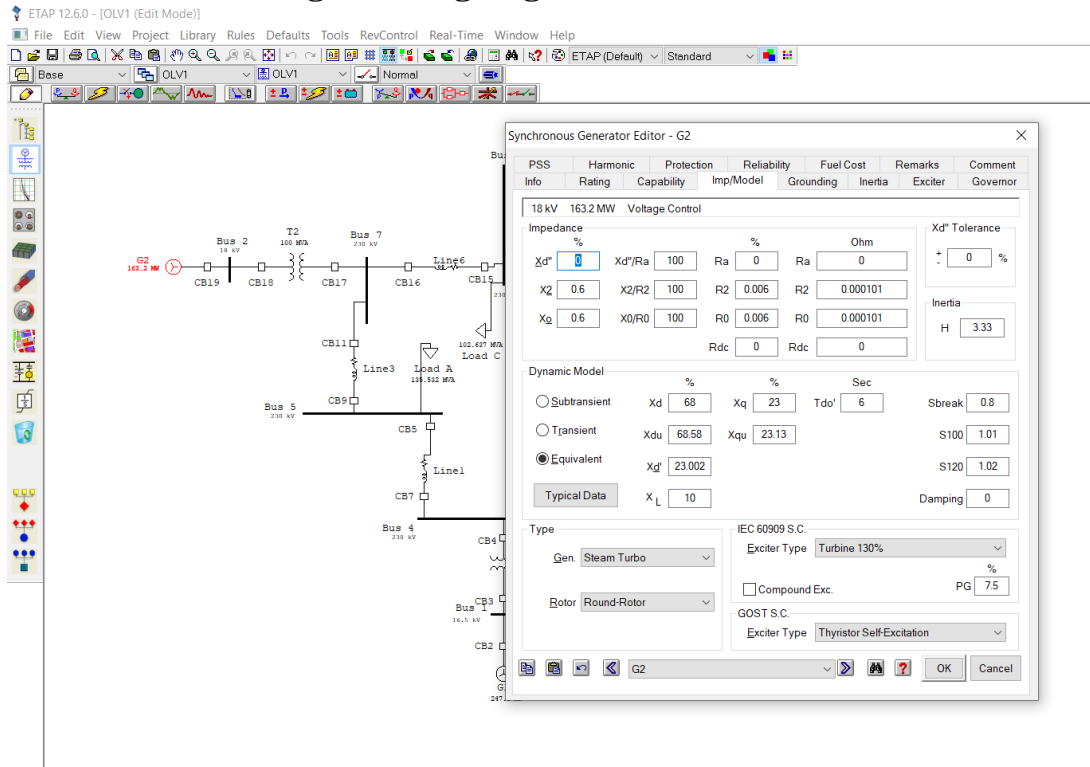 ETAP 12.6.0 - [OLV1 (Edit Mode)]
File Edit View Project Library Rules Defaults Tools RevControl Real-Time Window Help
ETAP (Default) Standard
Base OLV1 OLV1 Normal
Bus 2
18 kV
T2
100 MVA
Bus 7
230 kV
G2
163.2 MW
CB19
CB18
CB17
CB16
Line6
CB15
CB11
Line3
Load A
135.532 MVA
102.637 MVA
Load C
CB9
Bus 5
230 kV
CB5
Line1
CB7
Bus 4
230 kV
CB4
CB3
Bus 1
16.5 kV
CB2
Synchronous Generator Editor - G2
PSS Harmonic Protection Reliability Fuel Cost Remarks Comment
Info Rating Capability Imp/Model Grounding Inertia Exciter Governor
18 kV 163.2 MW Voltage Control
Impedance
% % Ohm
Xd" 0 Xd"/Ra 100 Ra 0 Ra 0
X2 0.6 X2/R2 100 R2 0.006 R2 0.000101
Xo 0.6 X0/R0 100 R0 0.006 R0 0.000101
Rdc 0 Rdc 0
Xd" Tolerance
+
- 0 %
Inertia
H 3.33
Dynamic Model
% % Sec
Subtransient Xd 68 Xq 23 Tdo' 6 Sbreak 0.8
Transient Xdu 68.58 Xqu 23.13 S100 1.01
Equivalent Xd' 23.002 S120 1.02
Typical Data XL 10 Damping 0
Type
Gen. Steam Turbo
Rotor Round-Rotor
IEC 60909 S.C.
Exciter Type Turbine 130%
%
Compound Exc. PG 7.5
GOST S.C.
Exciter Type Thyristor Self-Excitation
G2 OK Cancel